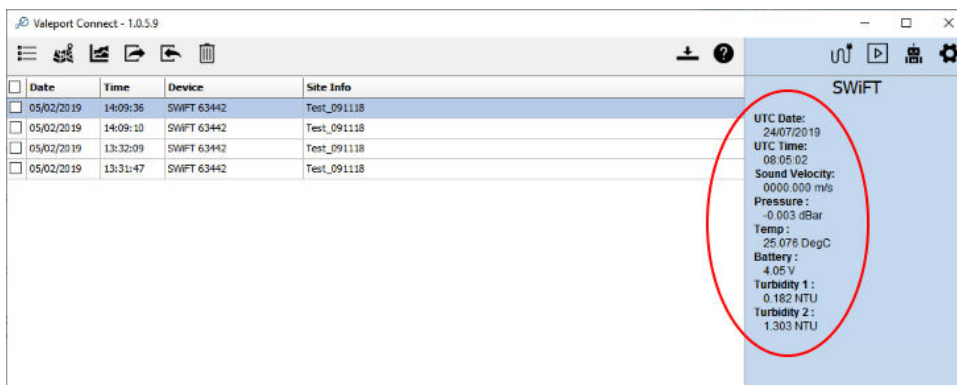 Valeport Connect - 1.0.5.9
Date Time Device Site Info
05/02/2019 14:09:36 SWiFT 63442 Test_091118
05/02/2019 14:09:10 SWiFT 63442 Test_091118
05/02/2019 13:32:09 SWiFT 63442 Test_091118
05/02/2019 13:31:47 SWiFT 63442 Test_091118
SWiFT
UTC Date:
24/07/2019
UTC Time:
08:05:02
Sound Velocity:
0000.000 m/s
Pressure :
-0.003 dBar
Temp :
25.076 DegC
Battery :
4.05 V
Turbidity 1 :
0.182 NTU
Turbidity 2 :
1.303 NTU